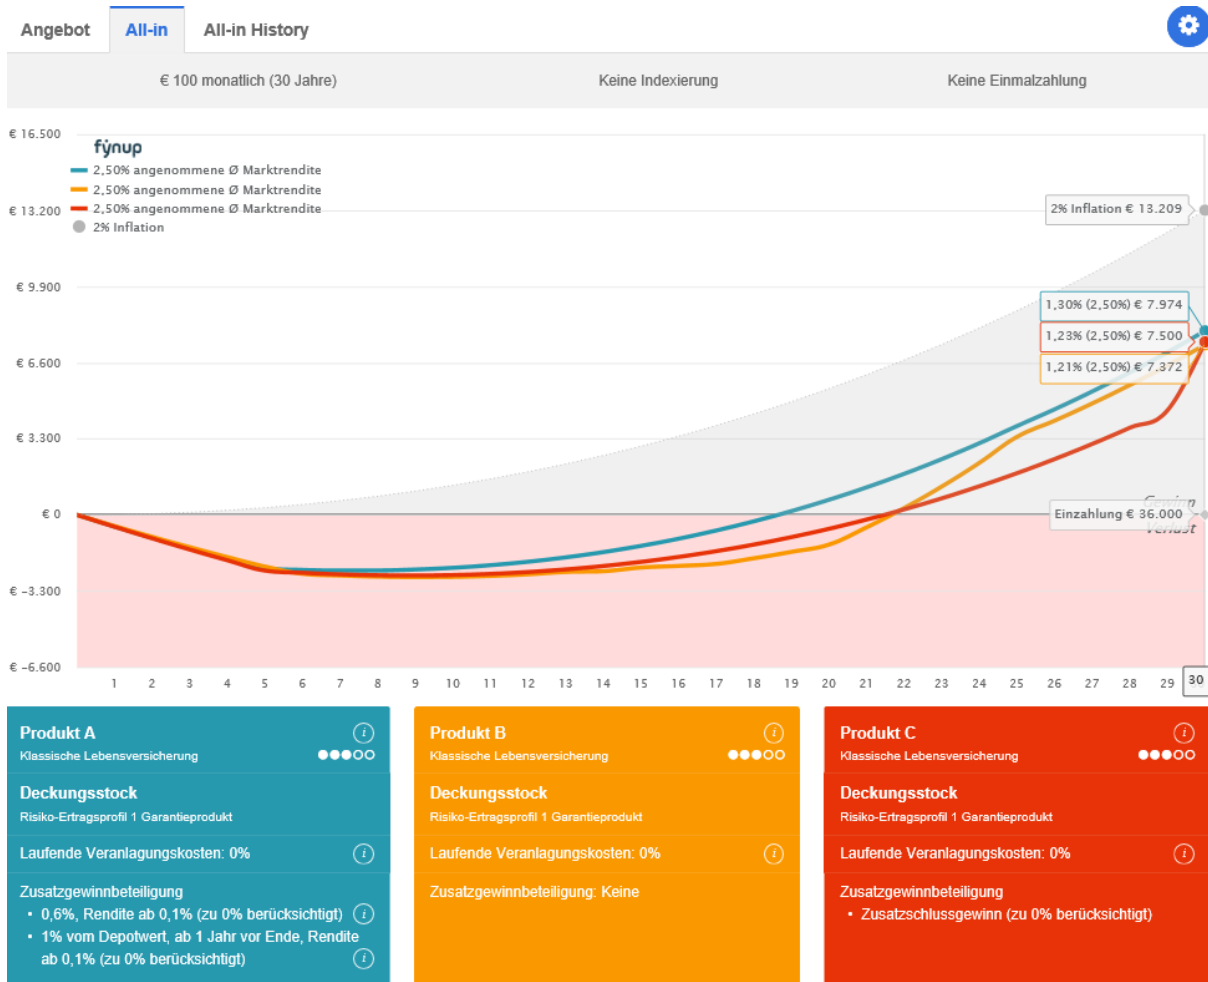 Angebot
All-in
All-in History
€ 100 monatlich (30 Jahre)
Keine Indexierung
Keine Einmalzahlung
€ 16.500
€ 13.200
€ 9.900
€ 6.600
€ 3.300
€ 0
€ -3.300
€ -6.600
fynup
2,50% angenommene Ø Marktrendite
2,50% angenommene Ø Marktrendite
2,50% angenommene Ø Marktrendite
2% Inflation
2% Inflation € 13.209
1,30% (2,50%) € 7.974
1,23% (2,50%) € 7.500
1,21% (2,50%) € 7.372
Gewinn
Einzahlung € 36.000
Verlust
1 2 3 4 5 6 7 8 9 10 11 12 13 14 15 16 17 18 19 20 21 22 23 24 25 26 27 28 29 30
Produkt A
Klassische Lebensversicherung
Deckungsstock
Risiko-Ertragsprofil 1 Garantieprodukt
Laufende Veranlagungskosten: 0%
Zusatzgewinnbeteiligung
• 0,6%, Rendite ab 0,1% (zu 0% berücksichtigt)
• 1% vom Depotwert, ab 1 Jahr vor Ende, Rendite
ab 0,1% (zu 0% berücksichtigt)
Produkt B
Klassische Lebensversicherung
Deckungsstock
Risiko-Ertragsprofil 1 Garantieprodukt
Laufende Veranlagungskosten: 0%
Zusatzgewinnbeteiligung: Keine
Produkt C
Klassische Lebensversicherung
Deckungsstock
Risiko-Ertragsprofil 1 Garantieprodukt
Laufende Veranlagungskosten: 0%
Zusatzgewinnbeteiligung
• Zusatzschlussgewinn (zu 0% berücksichtigt)